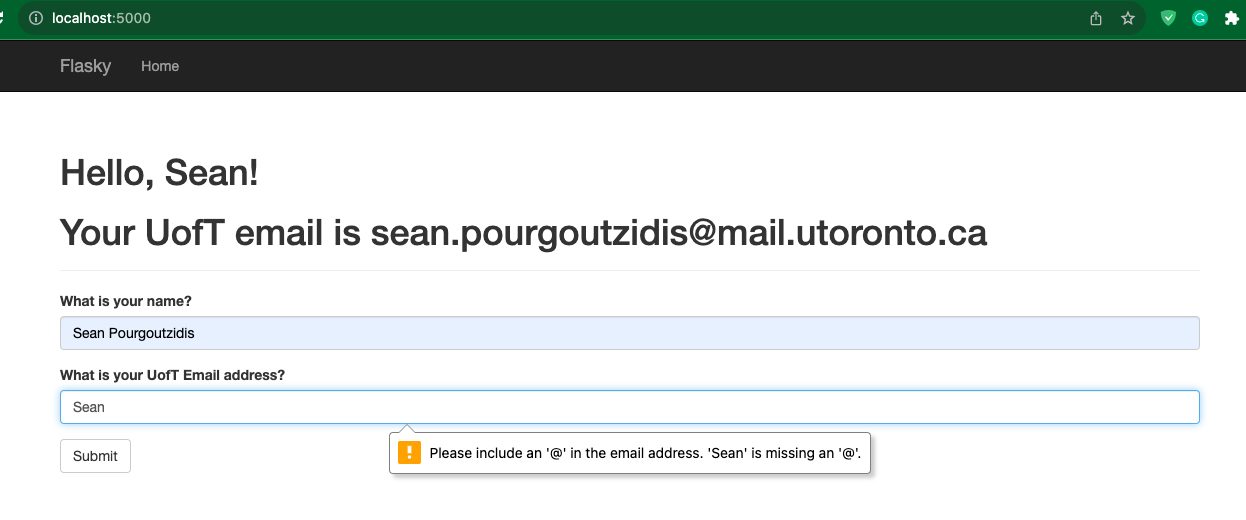 localhost:5000
Flasky Home
Hello, Sean!
Your UofT email is sean.pourgoutzidis@mail.utoronto.ca
What is your name?
Sean Pourgoutzidis
What is your UofT Email address?
Sean
Submit
Please include an '@' in the email address. 'Sean' is missing an '@'.